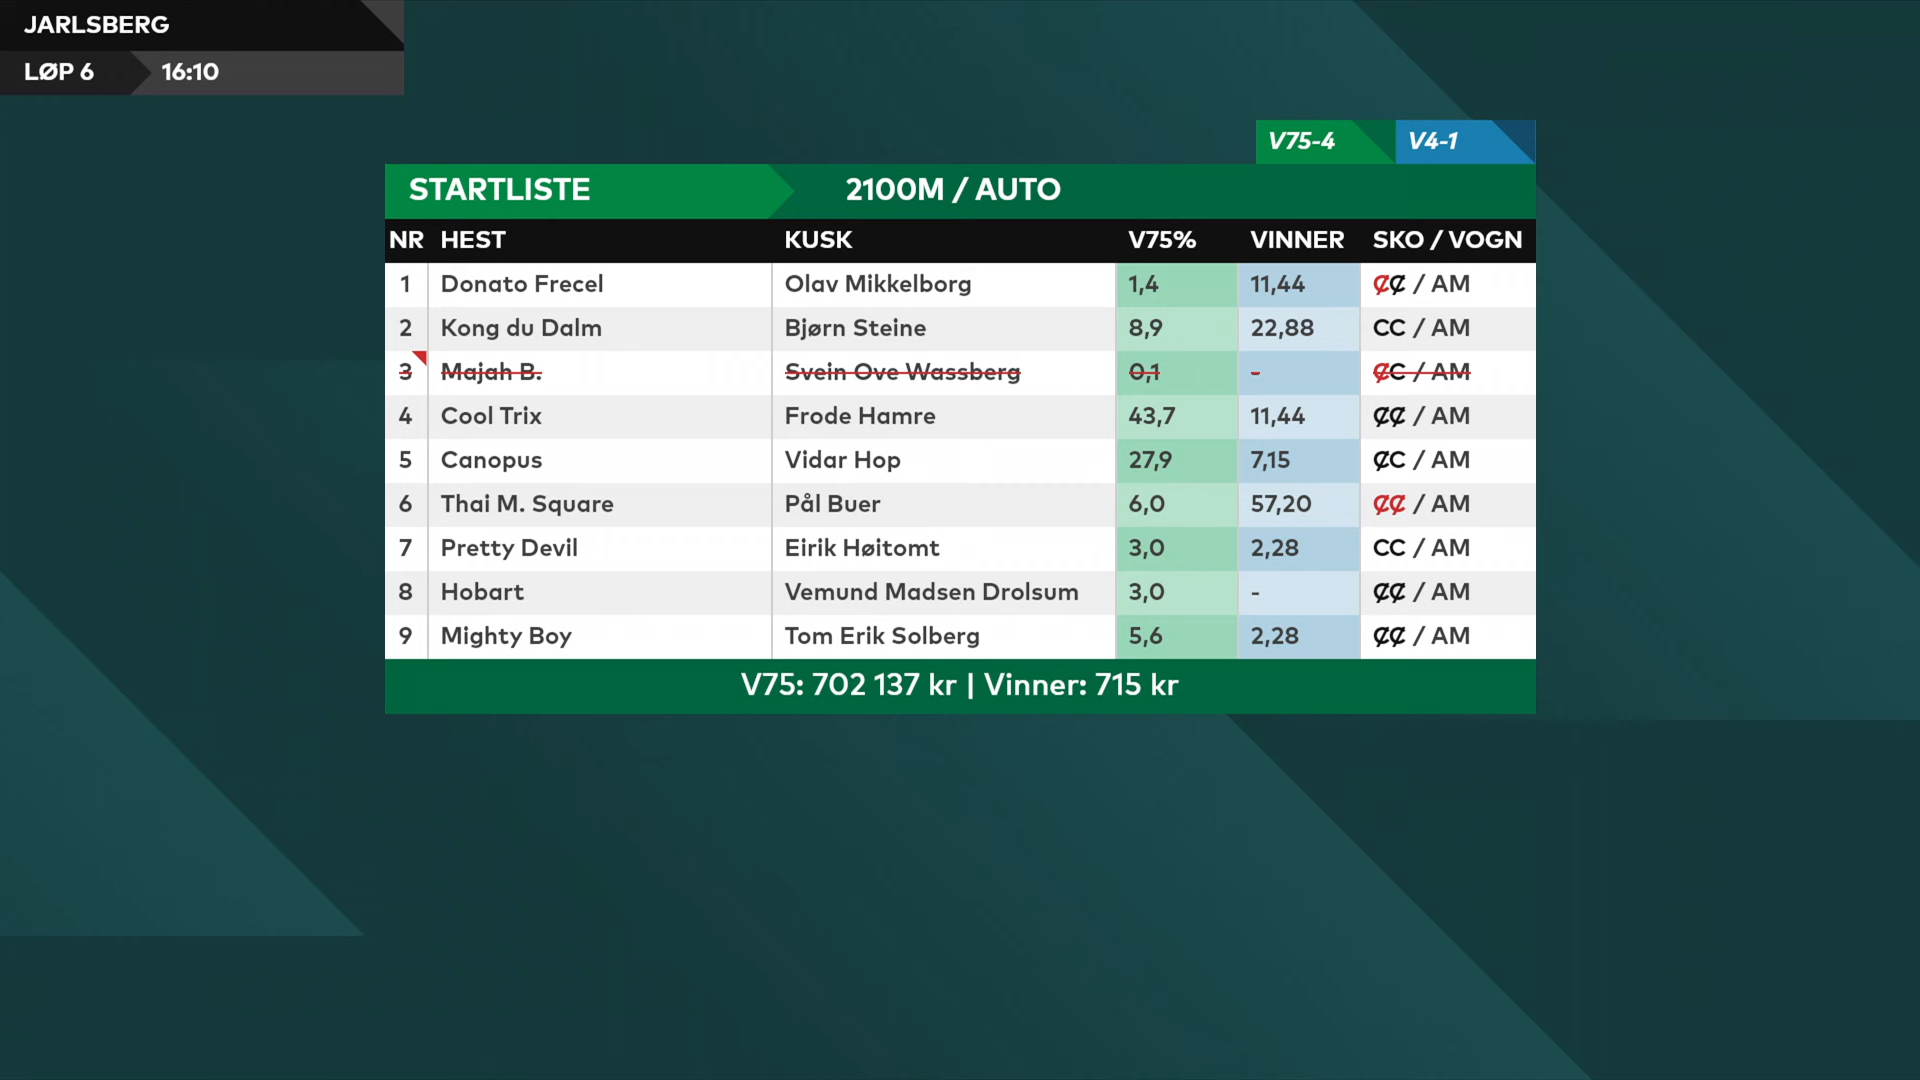 JARLSBERG
LØP 6 16:10
V75-4 V4-1
STARTLISTE 2100M / AUTO
NR HEST KUSK V75% VINNER SKO / VOGN
1 Donato Frecel Olav Mikkelborg 1,4 11,44 ȻȻ / AM
2 Kong du Dalm Bjørn Steine 8,9 22,88 CC / AM
3 Majah B. Svein Ove Wassberg 0,1 - ȻC / AM
4 Cool Trix Frode Hamre 43,7 11,44 ȻȻ / AM
5 Canopus Vidar Hop 27,9 7,15 ȻC / AM
6 Thai M. Square Pål Buer 6,0 57,20 ȻȻ / AM
7 Pretty Devil Eirik Høitomt 3,0 2,28 CC / AM
8 Hobart Vemund Madsen Drolsum 3,0 - ȻȻ / AM
9 Mighty Boy Tom Erik Solberg 5,6 2,28 ȻȻ / AM
V75: 702 137 kr | Vinner: 715 kr